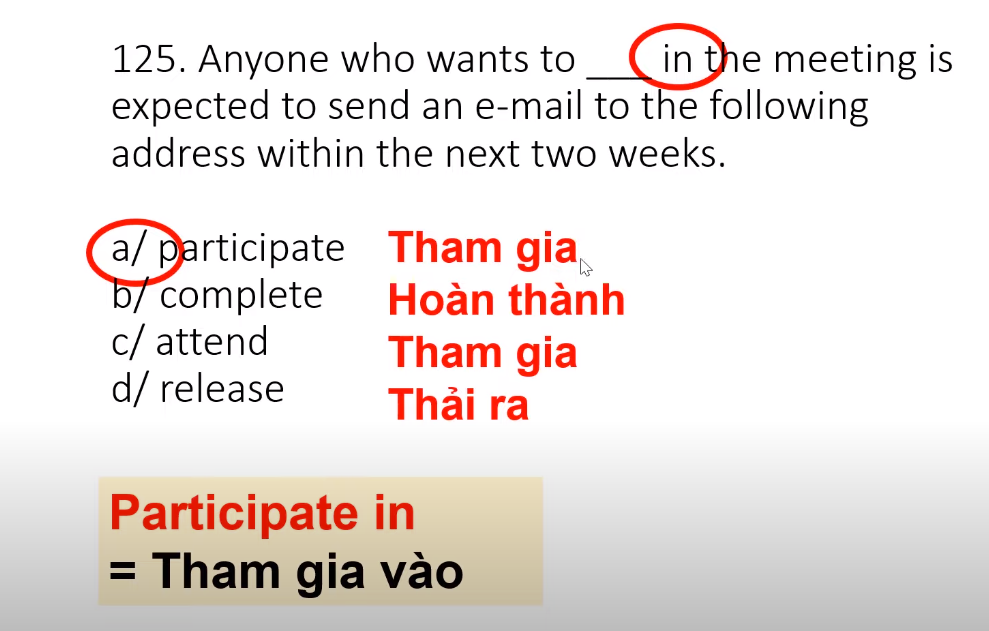 125. Anyone who wants to ____ in the meeting is
expected to send an e-mail to the following
address within the next two weeks.
a/ participate Tham gia
b/ complete Hoàn thành
c/ attend Tham gia
d/ release Thải ra
Participate in
= Tham gia vào